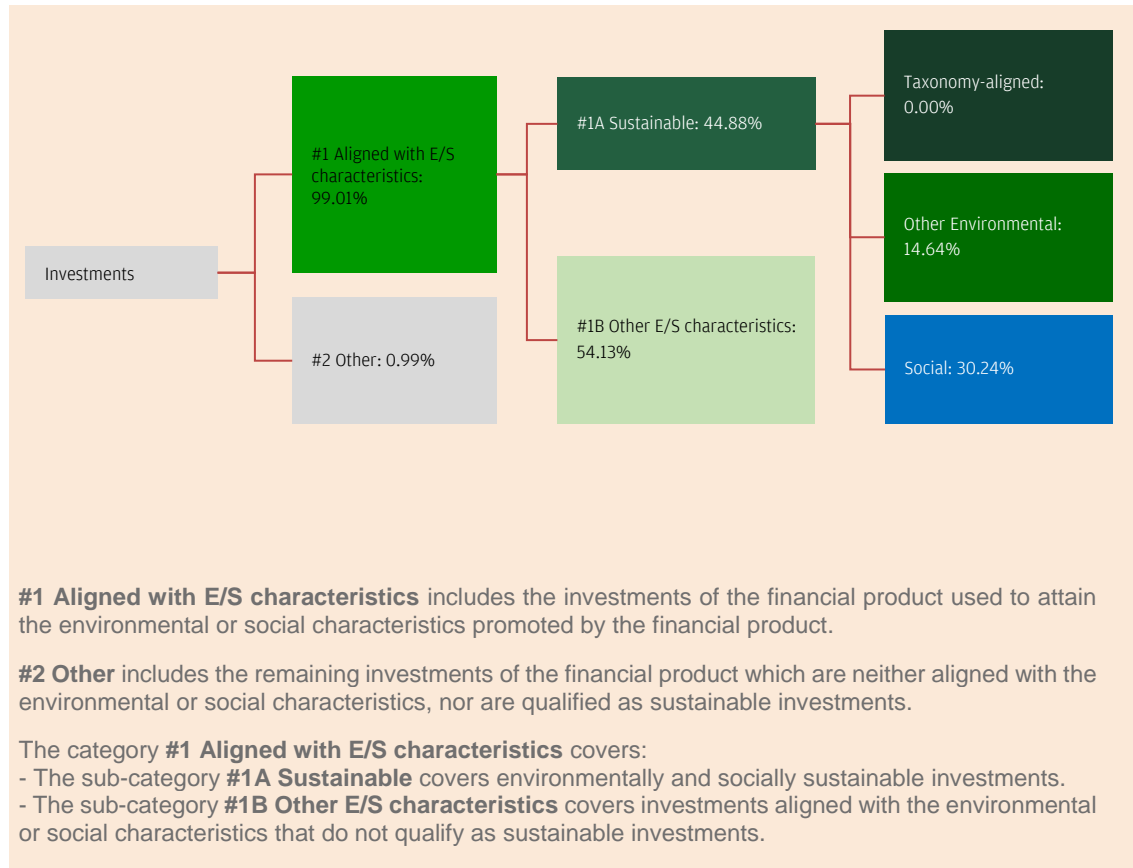 Investments
#1 Aligned with E/S
characteristics:
99.01%
#2 Other: 0.99%
#1A Sustainable: 44.88%
#1B Other E/S characteristics:
54.13%
Taxonomy-aligned:
0.00%
Other Environmental:
14.64%
Social: 30.24%
#1 Aligned with E/S characteristics includes the investments of the financial product used to attain
the environmental or social characteristics promoted by the financial product.
#2 Other includes the remaining investments of the financial product which are neither aligned with the
environmental or social characteristics, nor are qualified as sustainable investments.
The category #1 Aligned with E/S characteristics covers:
- The sub-category #1A Sustainable covers environmentally and socially sustainable investments.
- The sub-category #1B Other E/S characteristics covers investments aligned with the environmental
or social characteristics that do not qualify as sustainable investments.